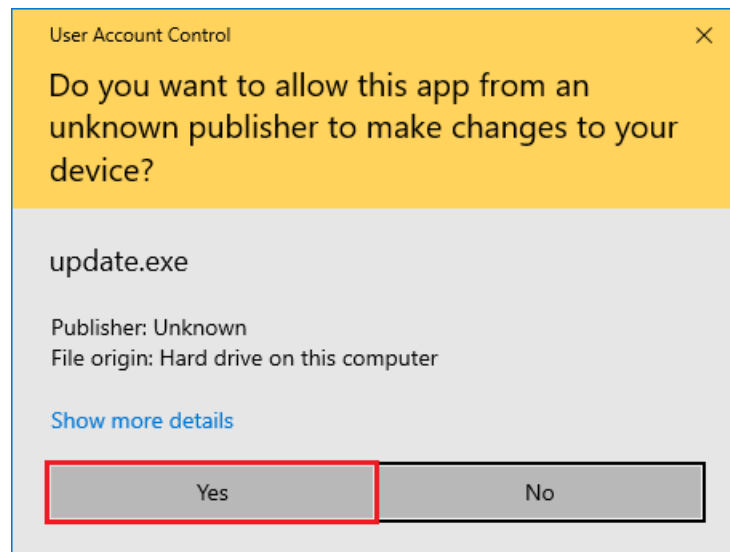 User Account Control
Do you want to allow this app from an
unknown publisher to make changes to your
device?
update.exe
Publisher: Unknown
File origin: Hard drive on this computer
Show more details
Yes
No